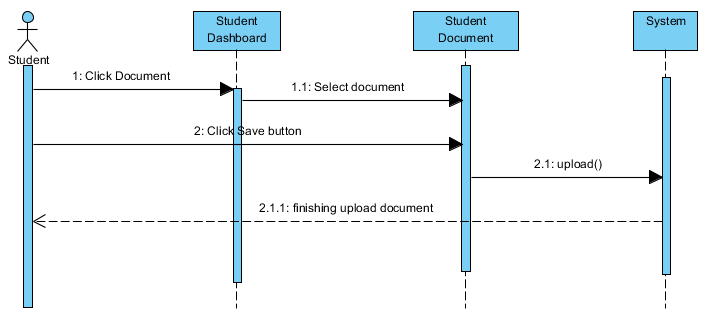 Student
Student
Dashboard
Student
Document
System
1: Click Document
1.1: Select document
2: Click Save button
2.1: upload()
2.1.1: finishing upload document